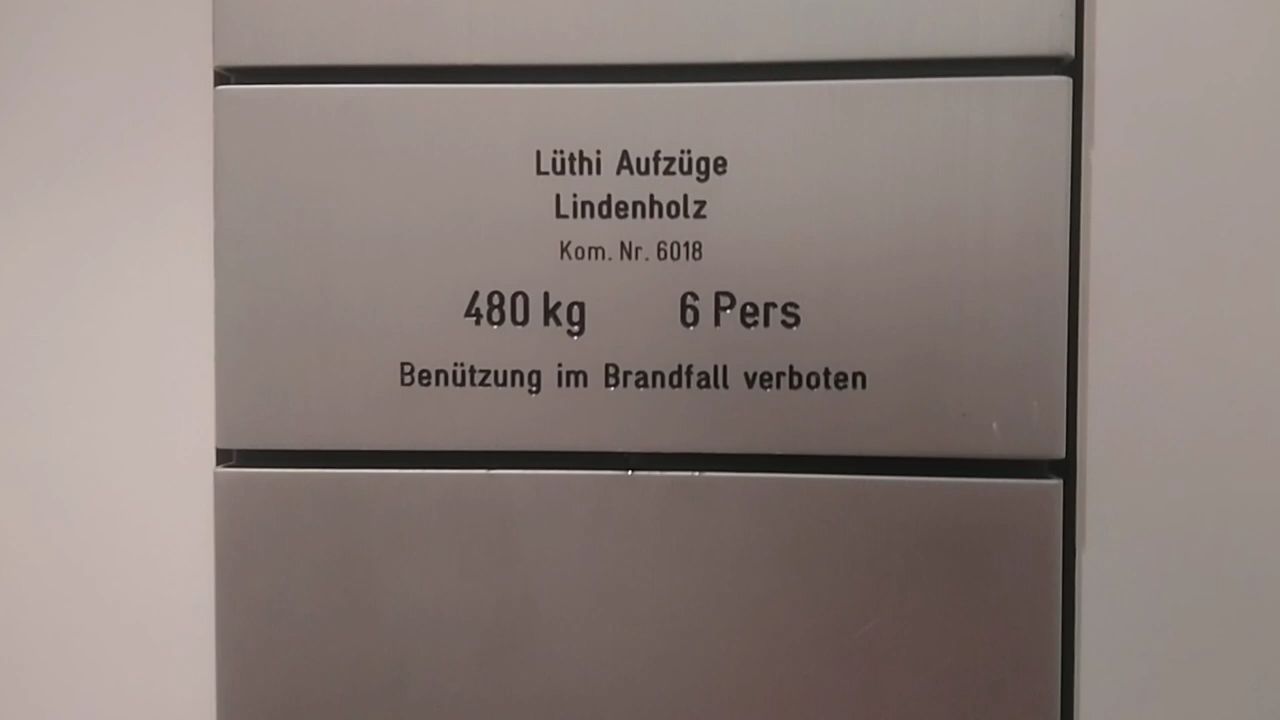 Lüthi Aufzüge
Lindenholz
Kom. Nr. 6018
480 kg 6 Pers
Benützung im Brandfall verboten